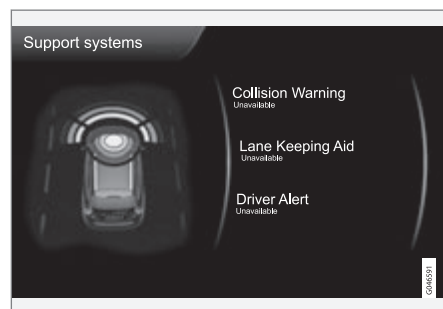 Support systems
Collision Warning
Unavailable
Lane Keeping Aid
Unavailable
Driver Alert
Unavailable
G046591